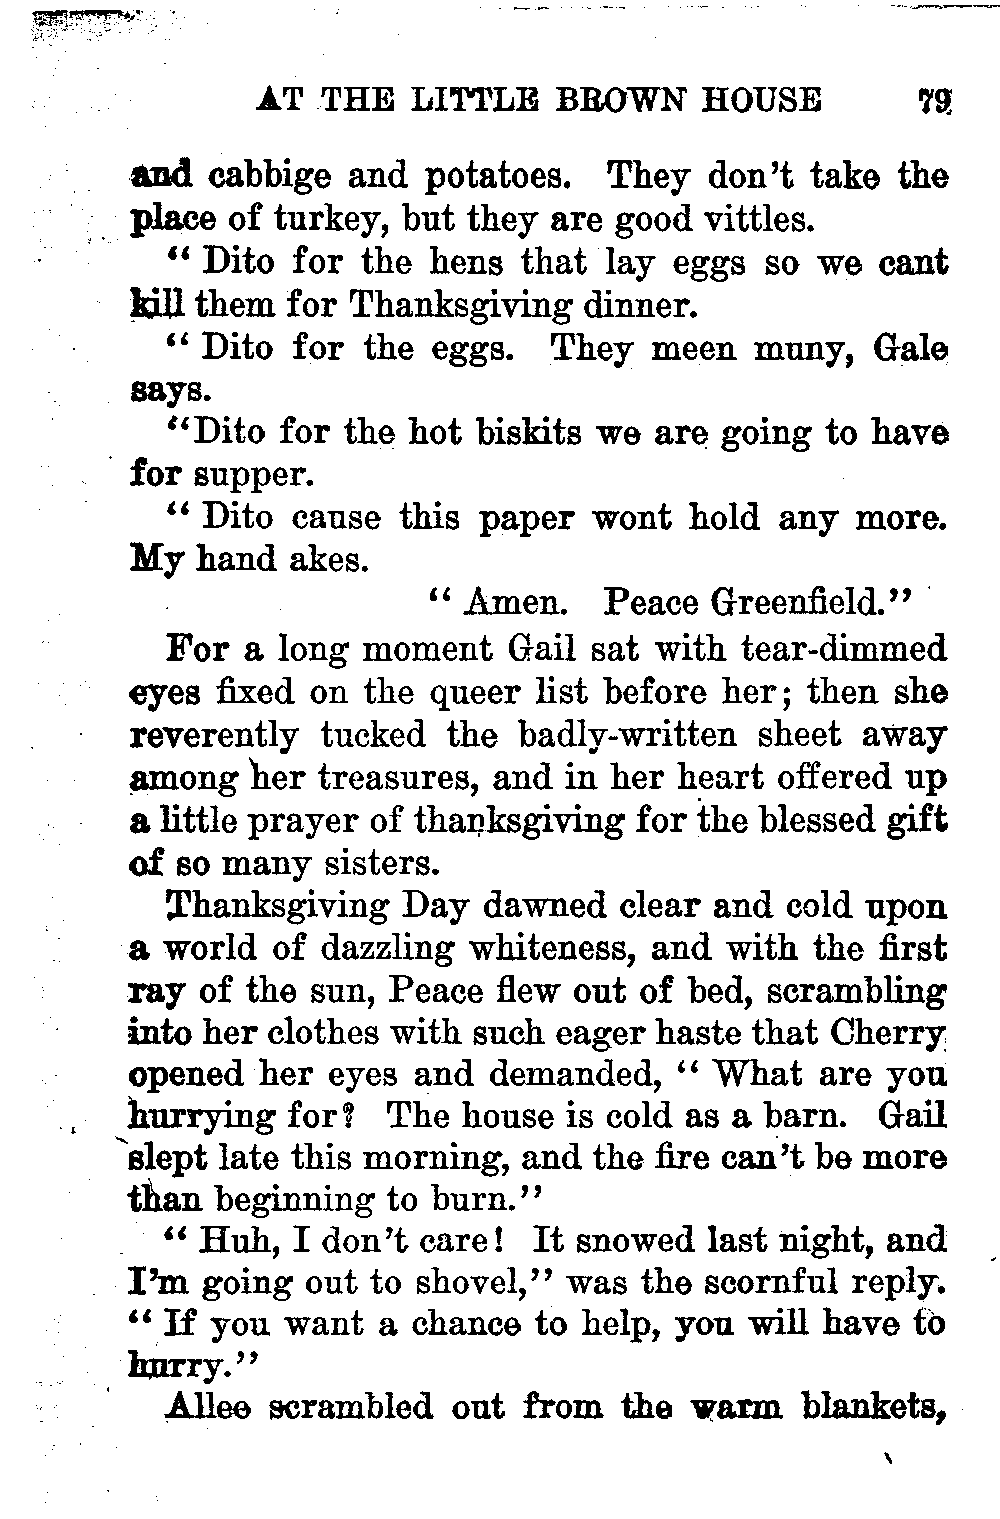 AT THE LITTLE BROWN HOUSE 79
and cabbige and potatoes. They don't take the
place of turkey, but they are good vittles.
" Dito for the hens that lay eggs so we cant
kill them for Thanksgiving dinner.
" Dito for the eggs. They meen muny, Gale
says.
"Dito for the hot biskits we are going to have
for supper.
" Dito cause this paper wont hold any more.
My hand akes.
" Amen. Peace Greenfield."
For a long moment Gail sat with tear-dimmed
eyes fixed on the queer list before her; then she
reverently tucked the badly-written sheet away
among her treasures, and in her heart offered up
a little prayer of thanksgiving for the blessed gift
of so many sisters.
Thanksgiving Day dawned clear and cold upon
a world of dazzling whiteness, and with the first
ray of the sun, Peace flew out of bed, scrambling
into her clothes with such eager haste that Cherry
opened her eyes and demanded, " What are you
hurrying for? The house is cold as a barn. Gail
slept late this morning, and the fire can't be more
than beginning to burn."
" Huh, I don't care! It snowed last night, and
I'm going out to shovel," was the scornful reply.
" If you want a chance to help, you will have to
hurry."
Allee scrambled out from the warm blankets,